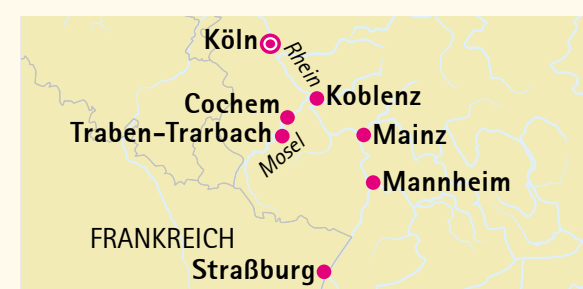 Köln
Rhein
Koblenz
Cochem
Traben-Trarbach
Mosel
Mainz
Mannheim
FRANKREICH
Straßburg